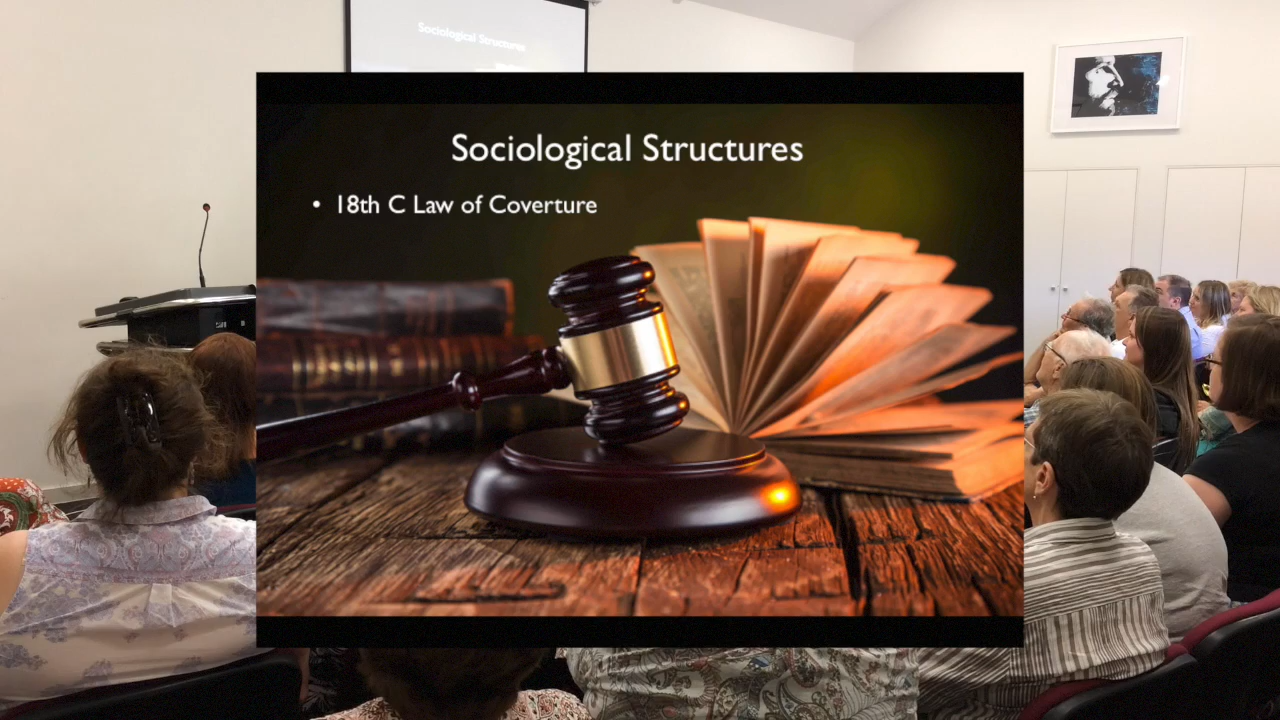 Sociological Structures
Sociological Structures
• 18th C Law of Coverture